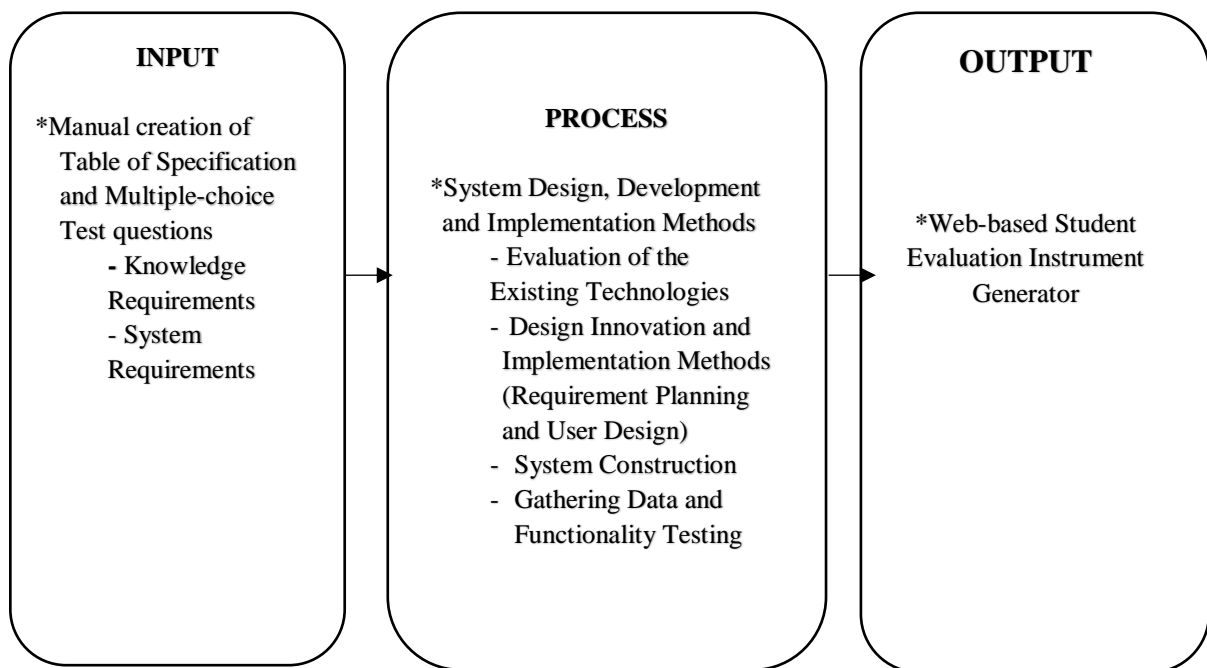 INPUT
*Manual creation of
Table of Specification
and Multiple-choice
Test questions
- Knowledge
Requirements
- System
Requirements
PROCESS
*System Design, Development
and Implementation Methods
- Evaluation of the
Existing Technologies
- Design Innovation and
Implementation Methods
(Requirement Planning
and User Design)
- System Construction
- Gathering Data and
Functionality Testing
OUTPUT
*Web-based Student
Evaluation Instrument
Generator